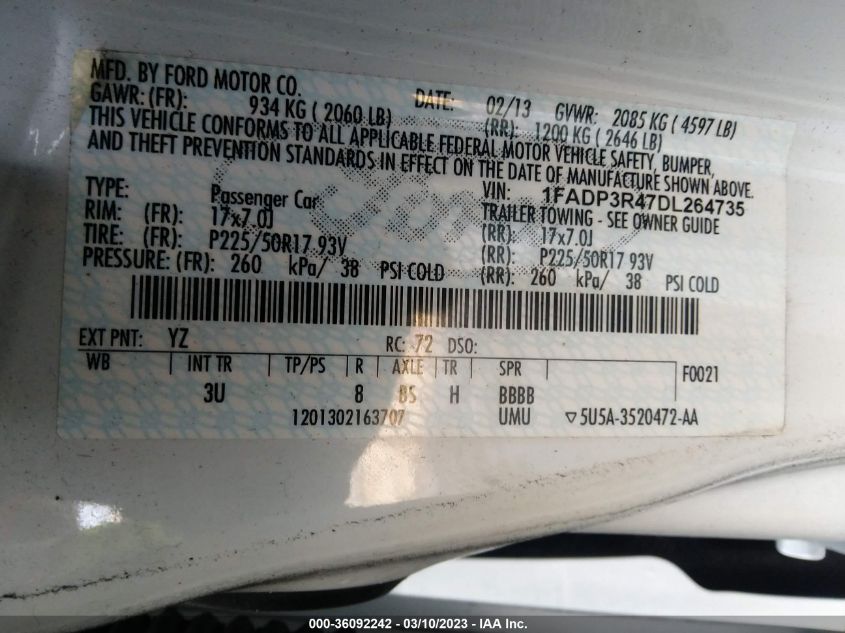 MFD. BY FORD MOTOR CO. DATE: 02/13 GVWR: 2085 KG ( 4597 LB)
GAWR: (FR): 934 KG ( 2060 LB) (RR): 1200 KG ( 2646 LB)
THIS VEHICLE CONFORMS TO ALL APPLICABLE FEDERAL MOTOR VEHICLE SAFETY, BUMPER,
AND THEFT PREVENTION STANDARDS IN EFFECT ON THE DATE OF MANUFACTURE SHOWN ABOVE.
VIN: 1FADP3R47DL264735
TYPE: Passenger Car TRAILER TOWING - SEE OWNER GUIDE
RIM: (FR): 17x7.0J (RR): 17x7.0J
TIRE: (FR): P225/50R17 93V (RR): P225/50R17 93V
PRESSURE: (FR): 260 kPa/ 38 PSI COLD (RR): 260 kPa/ 38 PSI COLD
EXT PNT: YZ RC: 72 DSO:
WB INT TR TP/PS R AXLE TR SPR F0021
3U 8 BS H BBBB
1201302163707 UMU ▽5U5A-3520472-AA
000-36092242 - 03/10/2023 - IAA Inc.